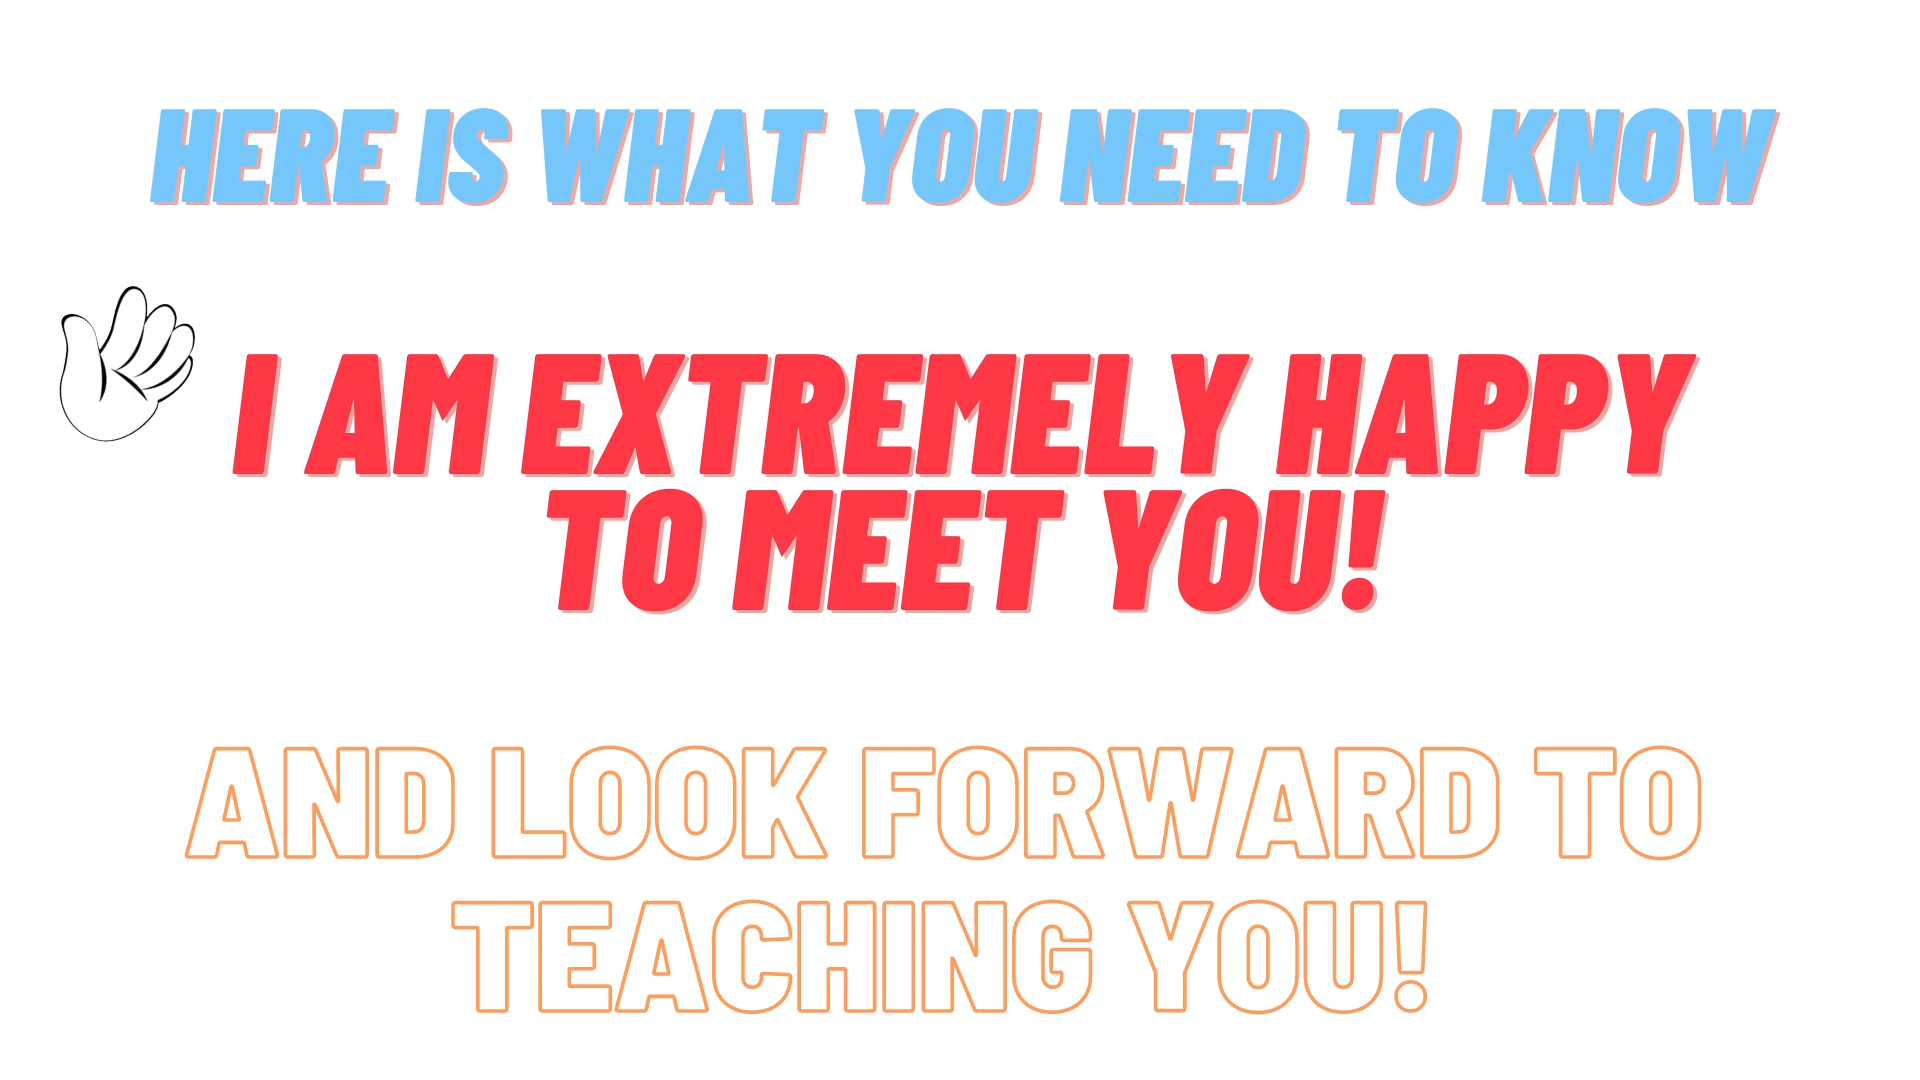 HERE IS WHAT YOU NEED TO KNOW
I AM EXTREMELY HAPPY
TO MEET YOU!
AND LOOK FORWARD TO
TEACHING YOU!